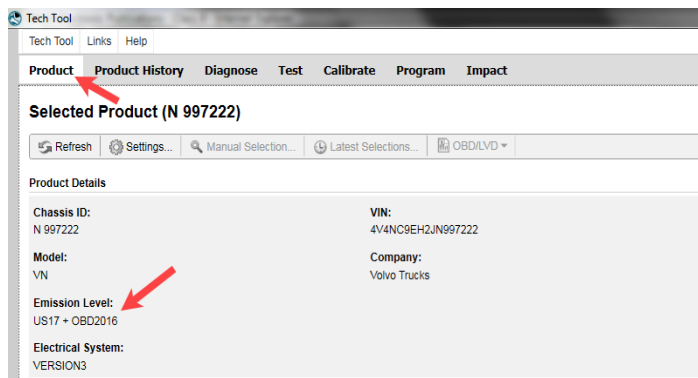 Tech Tool
Tech Tool Links Help
Product Product History Diagnose Test Calibrate Program Impact
Selected Product (N 997222)
Refresh Settings... Manual Selection... Latest Selections... OBD/LVD
Product Details
Chassis ID: VIN:
N 997222 4V4NC9EH2JN997222
Model: Company:
VN Volvo Trucks
Emission Level:
US17 + OBD2016
Electrical System:
VERSION3